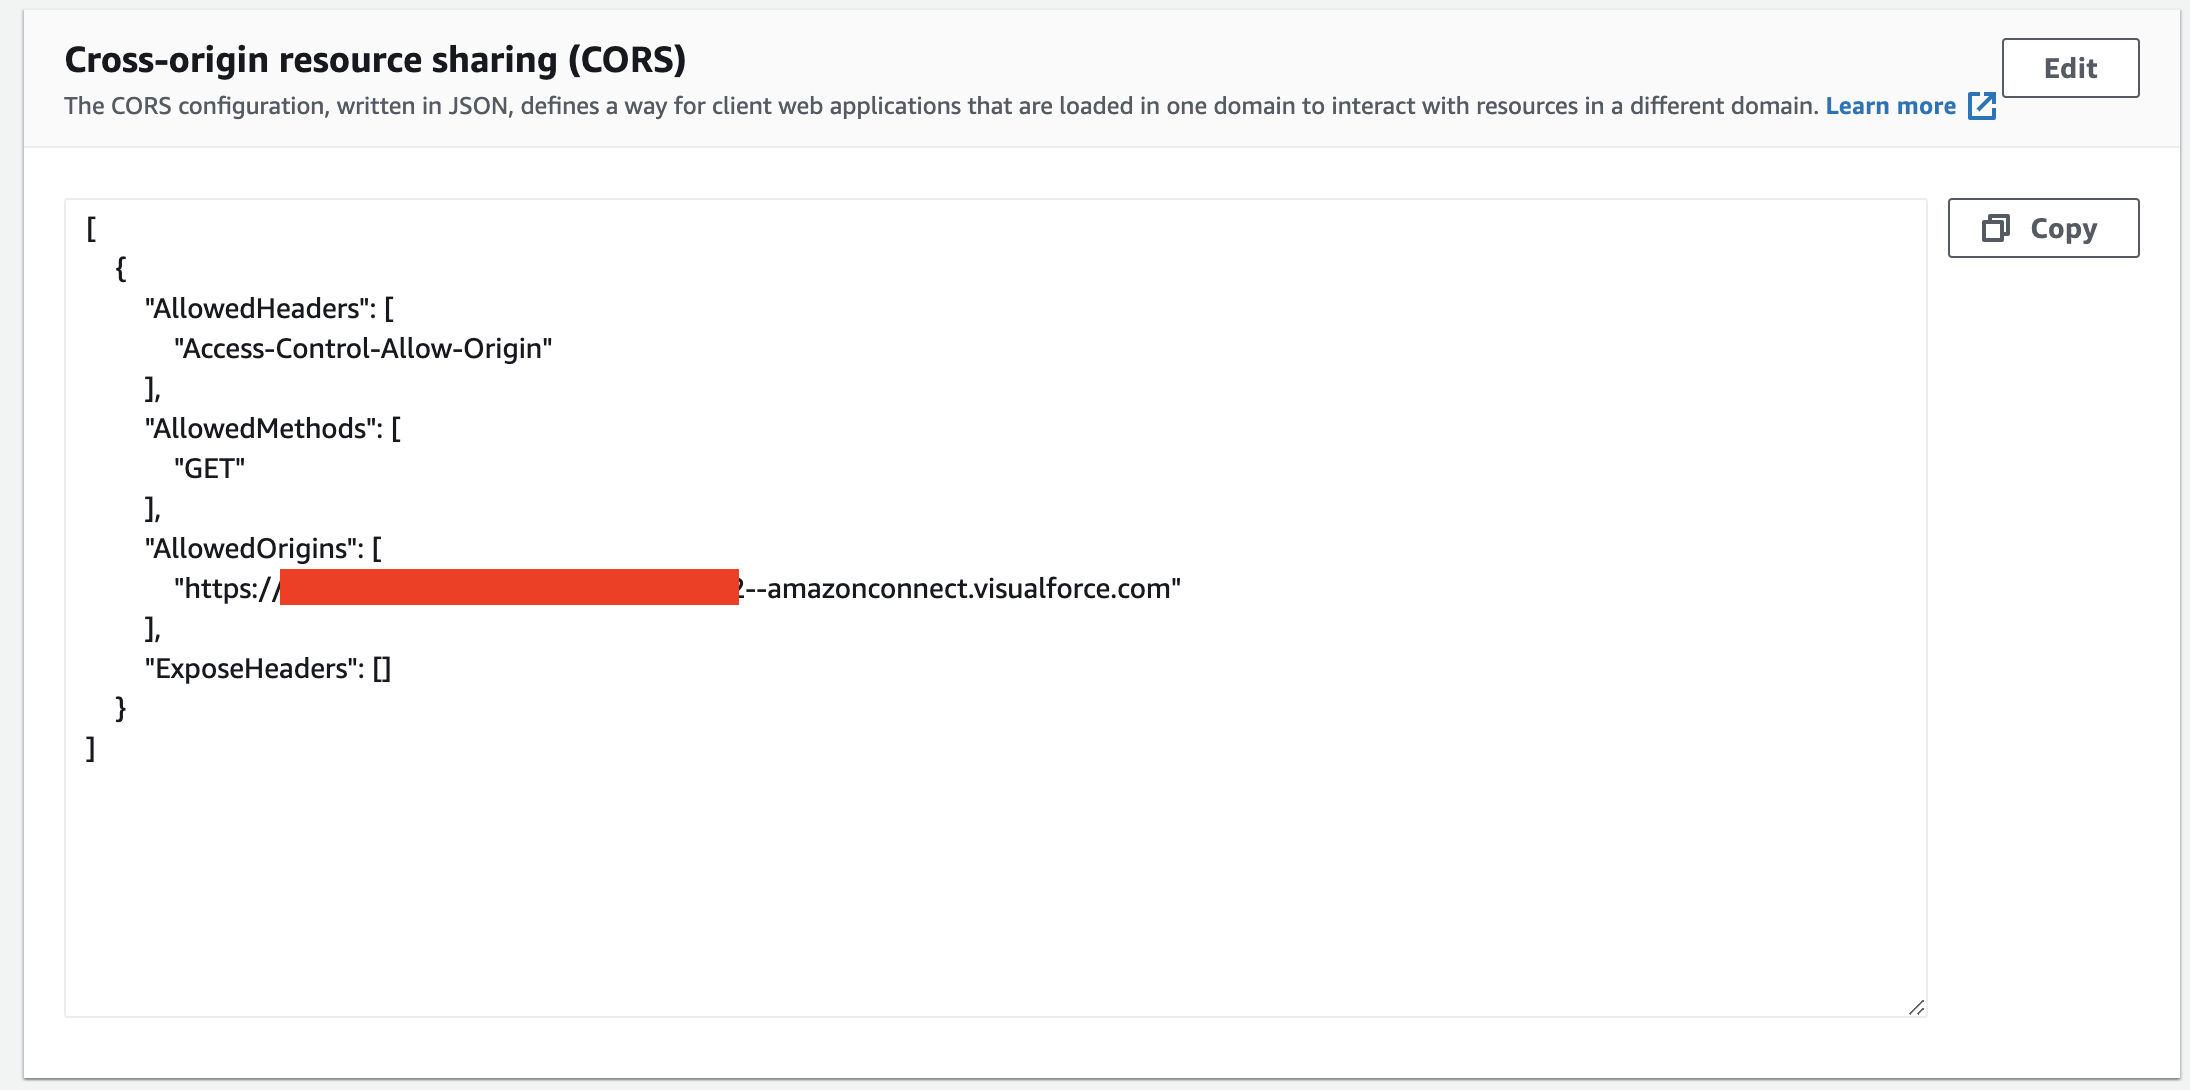 Cross-origin resource sharing (CORS)
Edit
The CORS configuration, written in JSON, defines a way for client web applications that are loaded in one domain to interact with resources in a different domain. Learn more
Copy
[
{
"AllowedHeaders": [
"Access-Control-Allow-Origin"
],
"AllowedMethods": [
"GET"
],
"AllowedOrigins": [
"https:// --amazonconnect.visualforce.com"
],
"ExposeHeaders": []
}
]